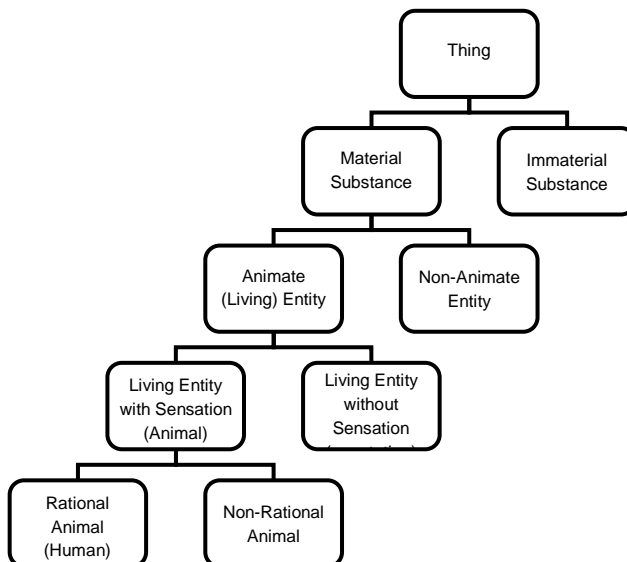 Thing
Material
Substance
Immaterial
Substance
Animate
(Living) Entity
Non-Animate
Entity
Living Entity
with Sensation
(Animal)
Living Entity
without
Sensation
Rational
Animal
(Human)
Non-Rational
Animal